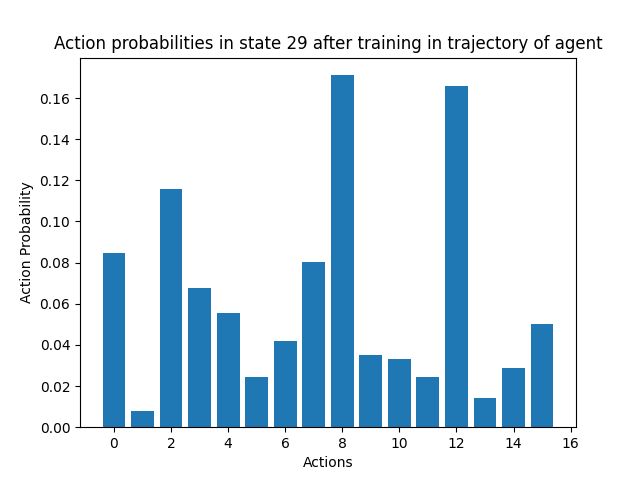 Action probabilities in state 29 after training in trajectory of agent
0.16
0.14
0.12
0.10
0.08
0.06
0.04
0.02
0.00
Action Probability
0 2 4 6 8 10 12 14 16
Actions